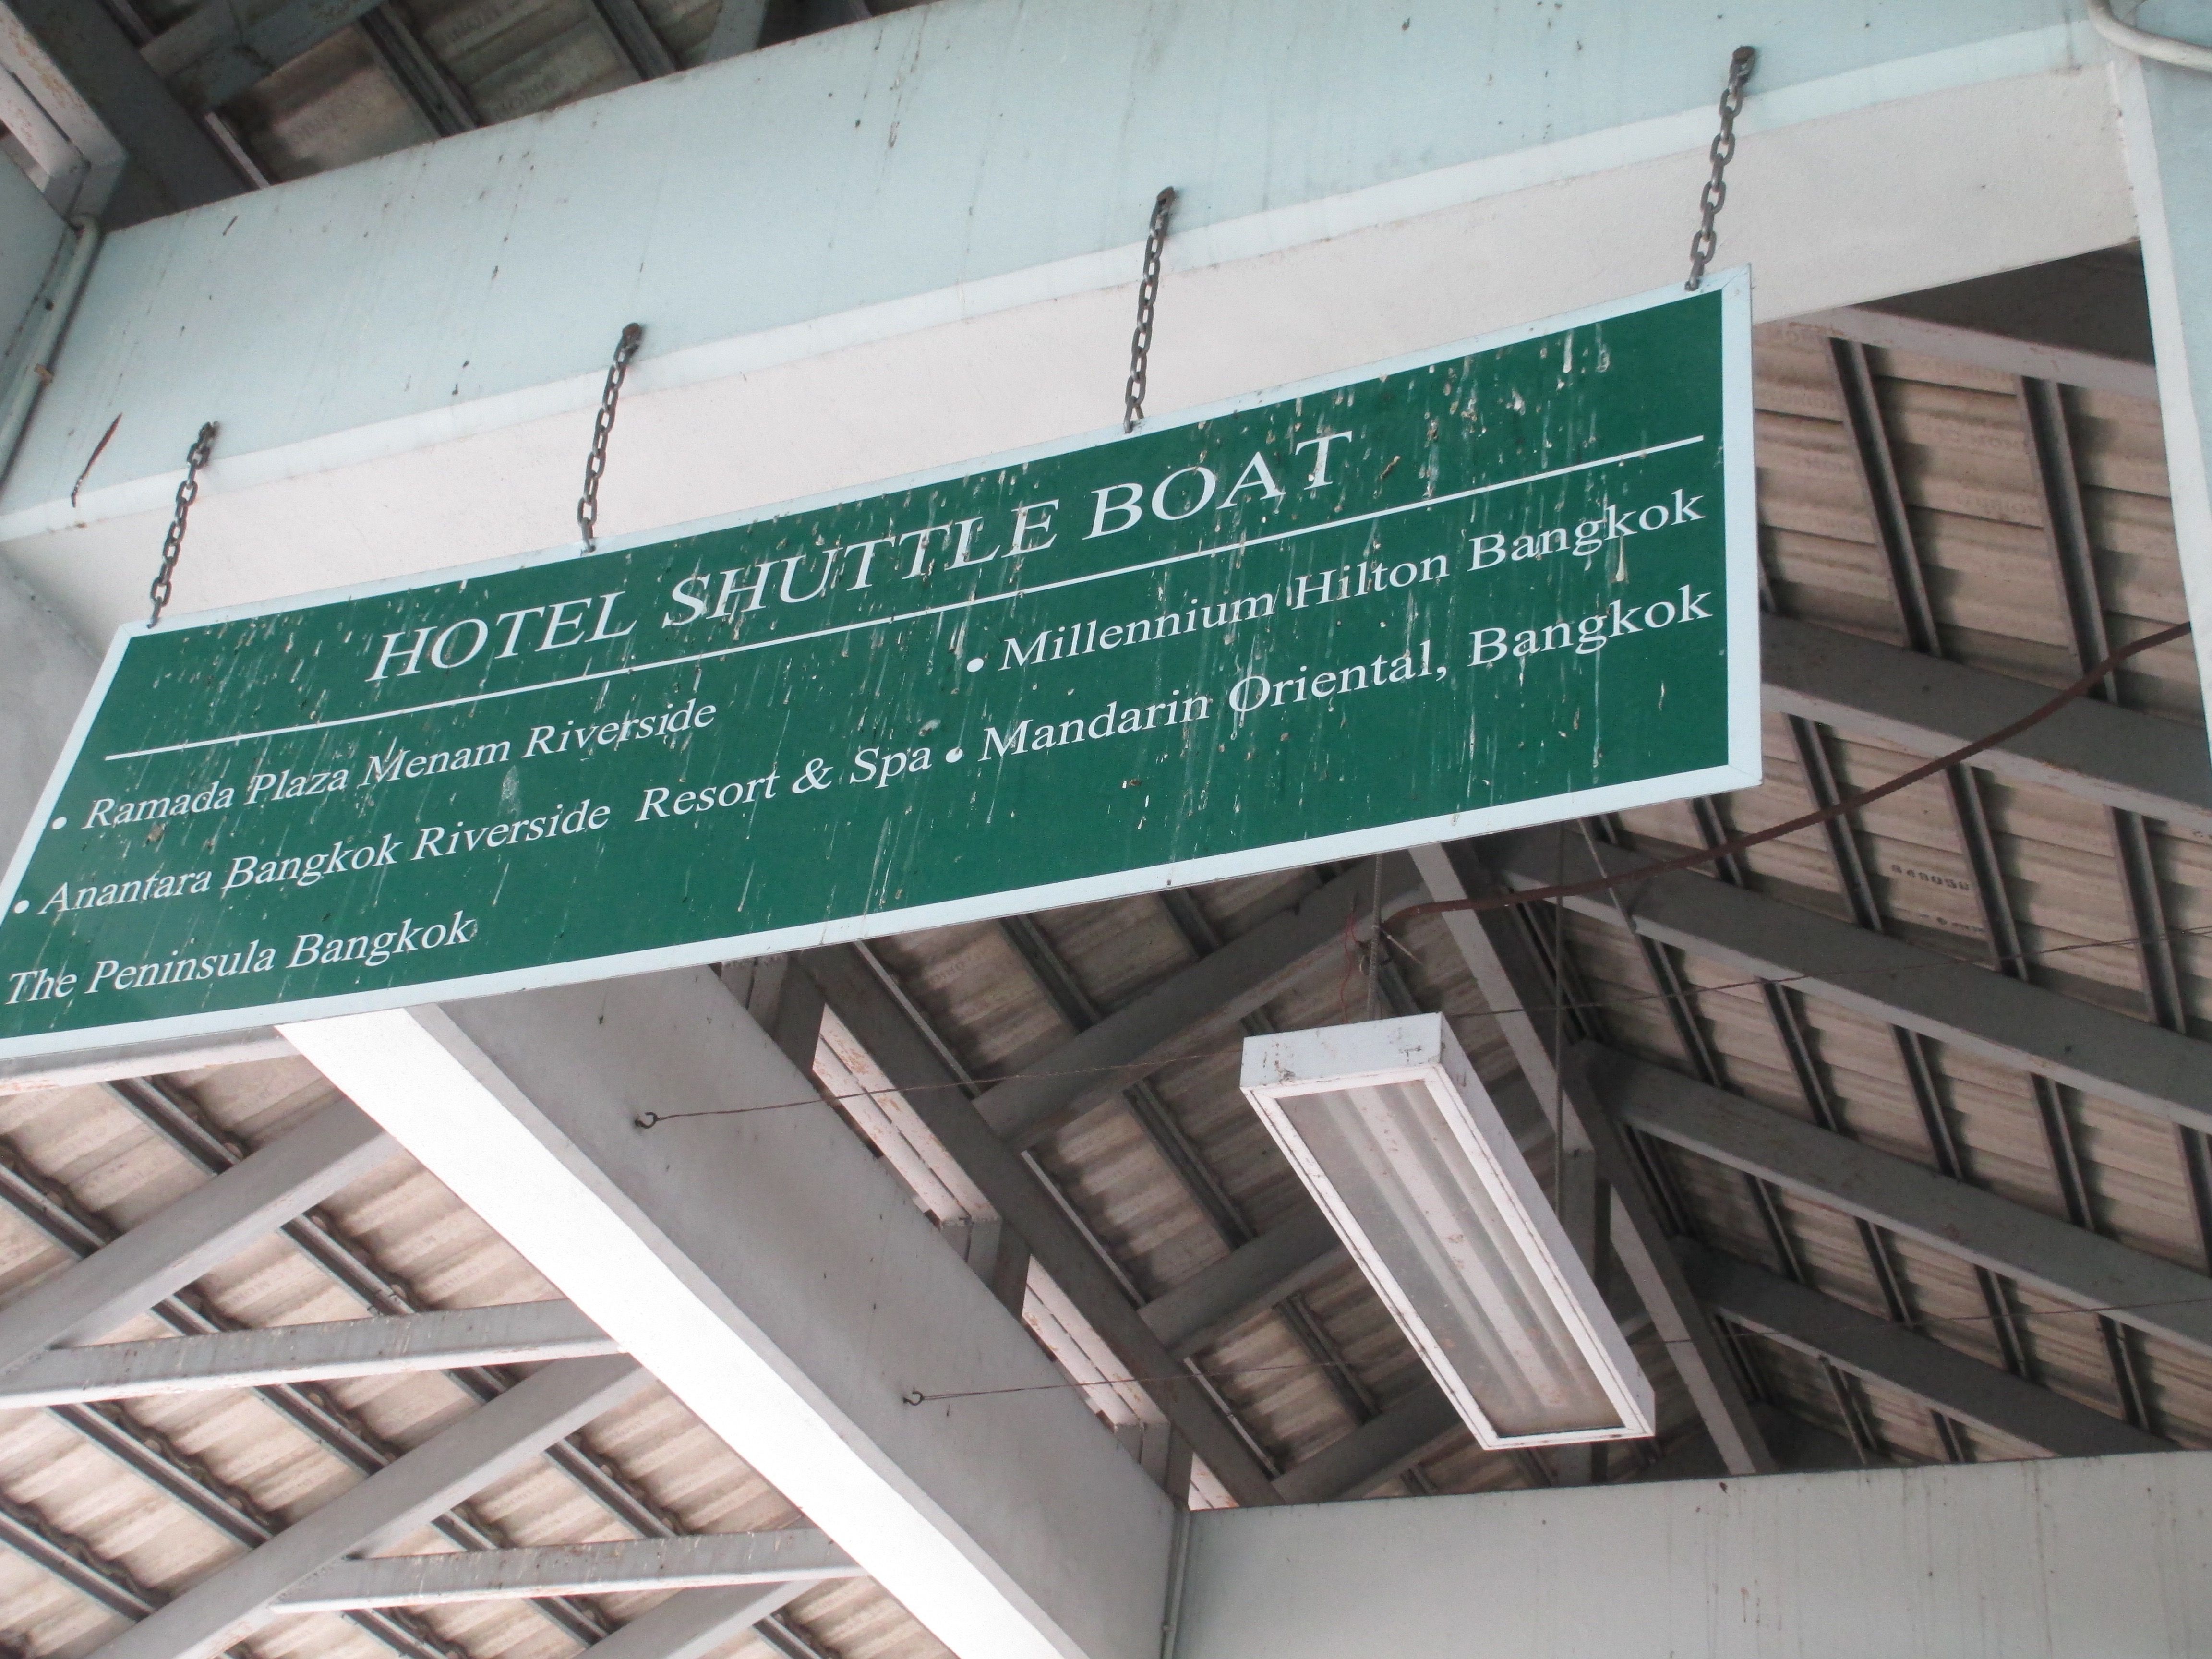 HOTEL SHUTTLE BOAT
• Ramada Plaza Menam Riverside
• Millennium Hilton Bangkok
• Anantara Bangkok Riverside Resort & Spa
• Mandarin Oriental, Bangkok
The Peninsula Bangkok